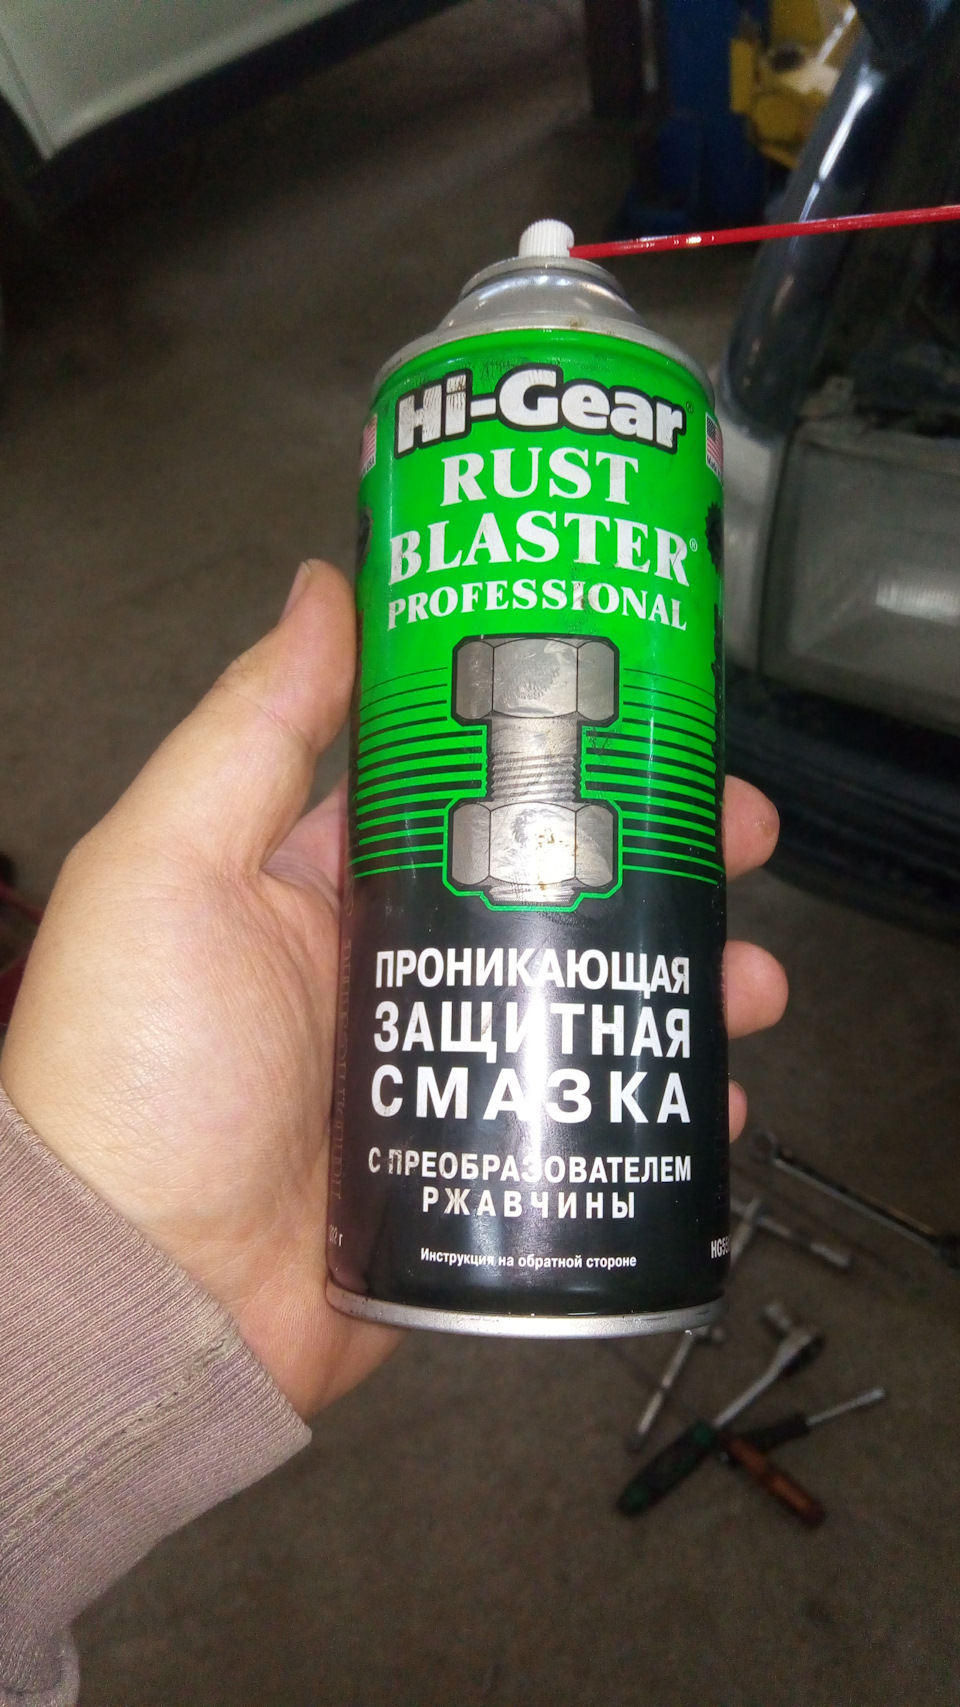 Hi-Gear®
RUST
BLASTER®
PROFESSIONAL
ПРОНИКАЮЩАЯ
ЗАЩИТНАЯ
СМАЗКА
С ПРЕОБРАЗОВАТЕЛЕМ
РЖАВЧИНЫ
Инструкция на обратной стороне